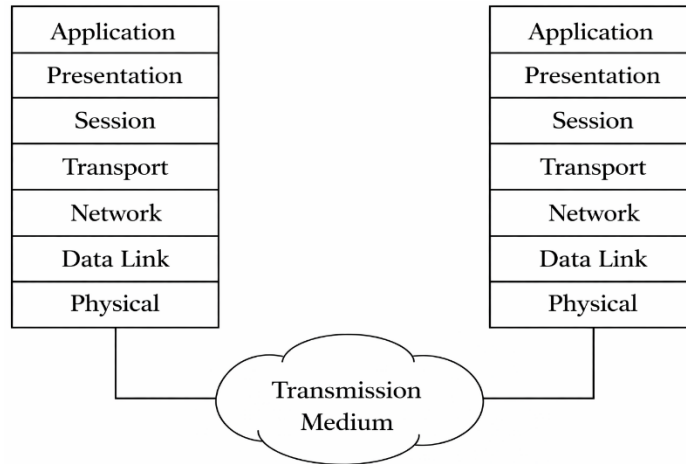 Application
Presentation
Session
Transport
Network
Data Link
Physical
Application
Presentation
Session
Transport
Network
Data Link
Physical
Transmission
Medium